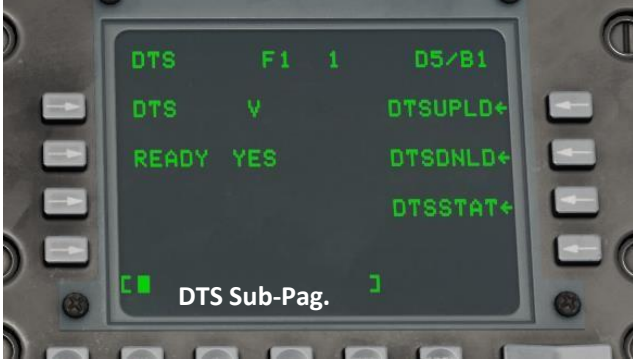 DTS F1 1 D5/B1
DTS V DTSUPLD←
READY YES DTSDNLD←
DTSSTAT←
[■ ]
DTS Sub-Pag.